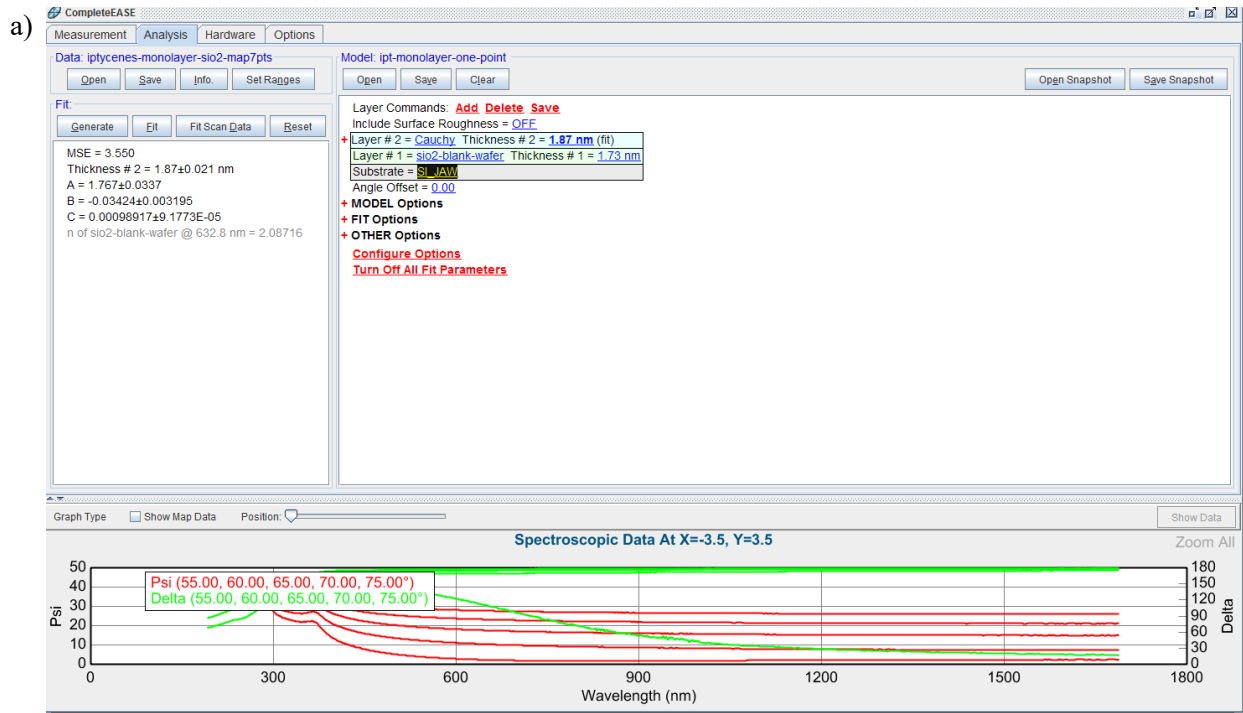 a)
CompleteEASE
Measurement Analysis Hardware Options
Data: iptycenes-monolayer-sio2-map7pts
Open Save Info. Set Ranges
Fit:
Generate Fit Fit Scan Data Reset
MSE = 3.550
Thickness # 2 = 1.87±0.021 nm
A = 1.767±0.0337
B = -0.03424±0.003195
C = 0.00098917±9.1773E-05
n of sio2-blank-wafer @ 632.8 nm = 2.08716
Model: ipt-monolayer-one-point
Open Save Clear Open Snapshot Save Snapshot
Layer Commands: Add Delete Save
Include Surface Roughness = OFF
+ Layer # 2 = Cauchy Thickness # 2 = 1.87 nm (fit)
Layer # 1 = sio2-blank-wafer Thickness # 1 = 1.73 nm
Substrate = SI_JAW
Angle Offset = 0.00
+ MODEL Options
+ FIT Options
+ OTHER Options
Configure Options
Turn Off All Fit Parameters
Graph Type Show Map Data Position: Show Data
Spectroscopic Data At X=-3.5, Y=3.5
Zoom All
Psi (55.00, 60.00, 65.00, 70.00, 75.00°)
Delta (55.00, 60.00, 65.00, 70.00, 75.00°)
Psi
50
40
30
20
10
0
180
150
120
90
60
30
0
Delta
0 300 600 900 1200 1500 1800
Wavelength (nm)